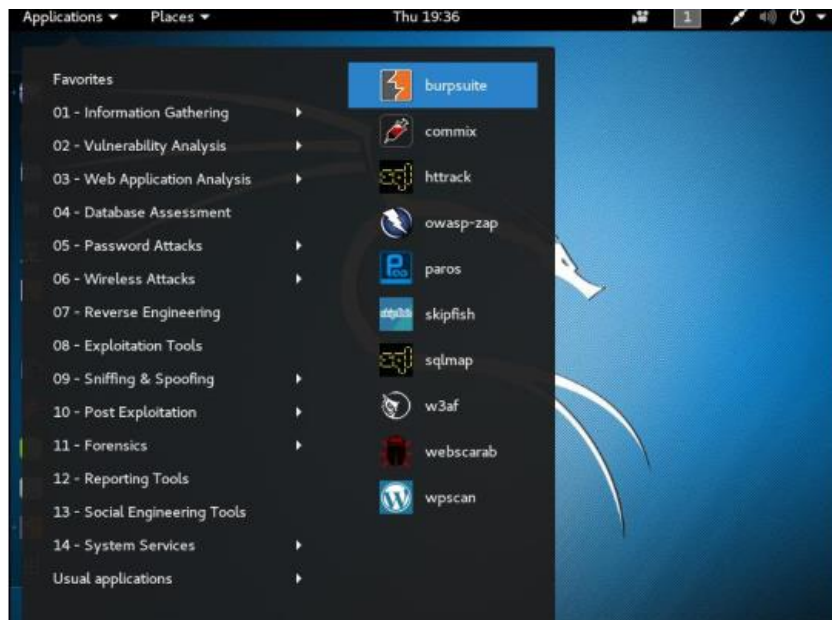 Applications Places Thu 19:36 1
Favorites
01 - Information Gathering
02 - Vulnerability Analysis
03 - Web Application Analysis
04 - Database Assessment
05 - Password Attacks
06 - Wireless Attacks
07 - Reverse Engineering
08 - Exploitation Tools
09 - Sniffing & Spoofing
10 - Post Exploitation
11 - Forensics
12 - Reporting Tools
13 - Social Engineering Tools
14 - System Services
Usual applications
burpsuite
commix
httrack
owasp-zap
paros
skipfish
sqlmap
w3af
webscarab
wpscan